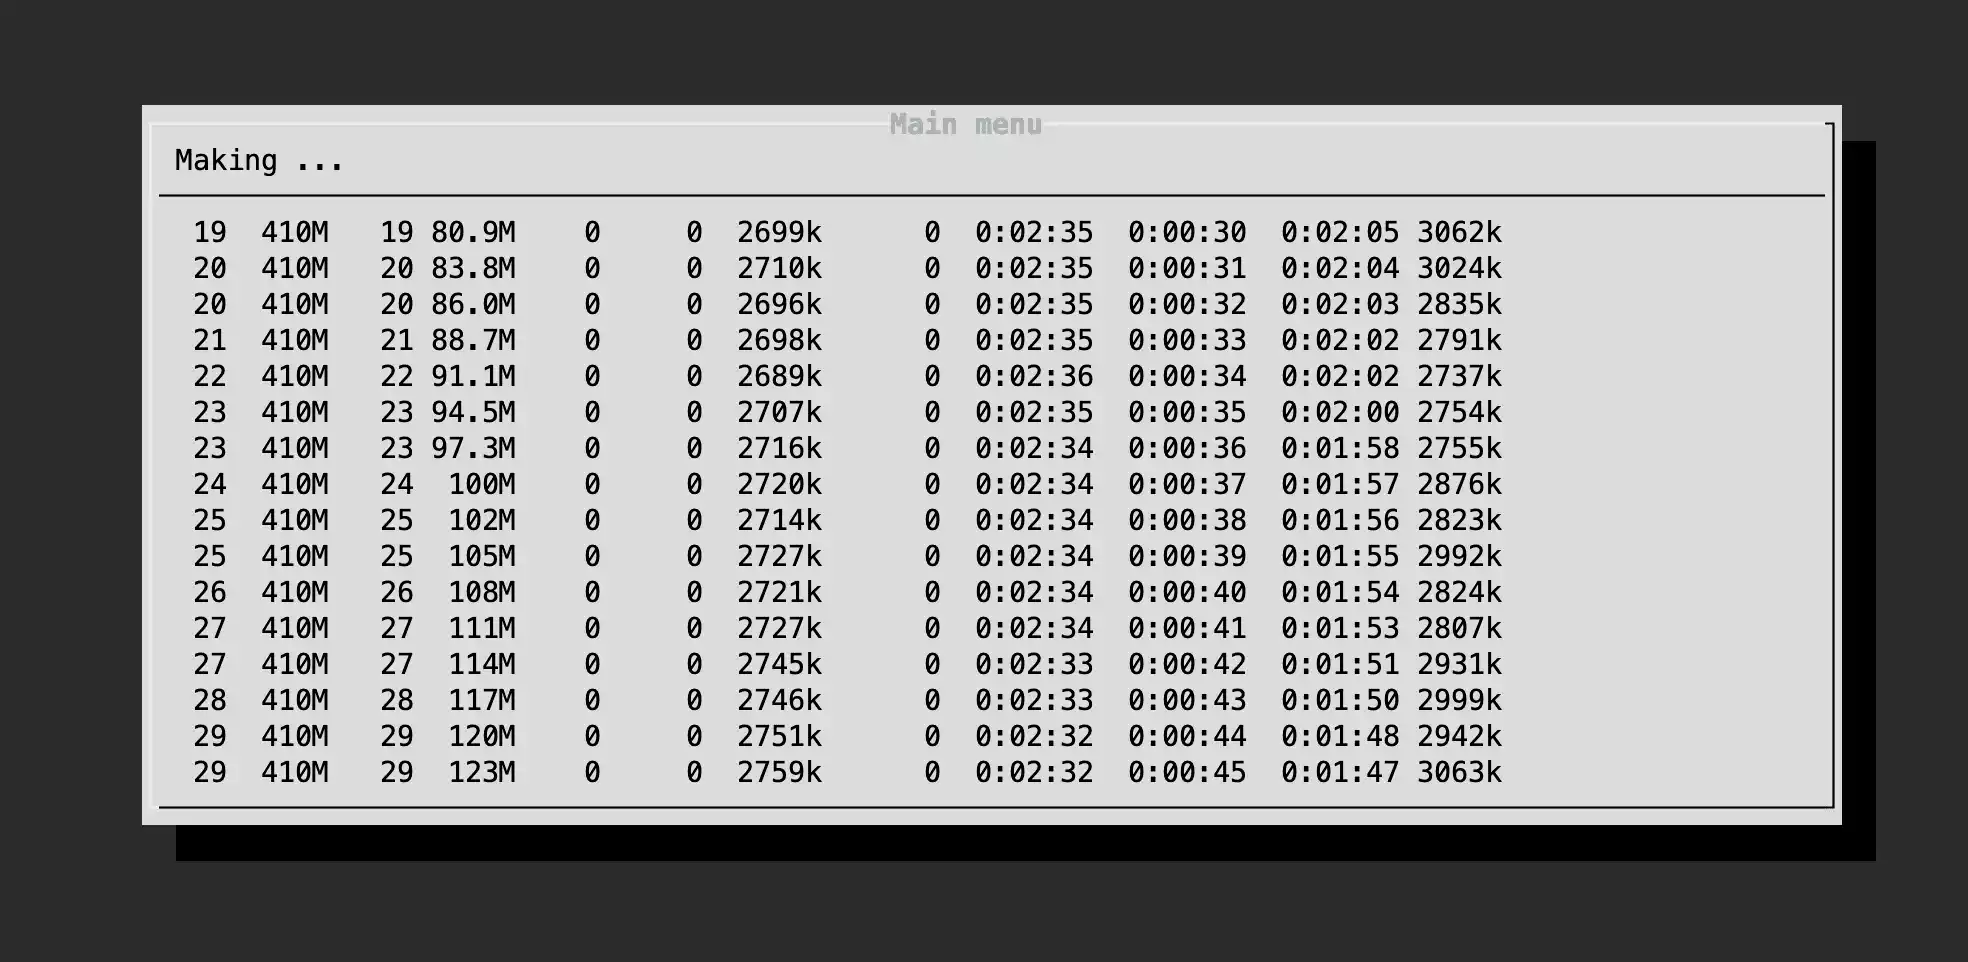 Main menu
Making ...
19 410M 19 80.9M 0 0 2699k 0 0:02:35 0:00:30 0:02:05 3062k
20 410M 20 83.8M 0 0 2710k 0 0:02:35 0:00:31 0:02:04 3024k
20 410M 20 86.0M 0 0 2696k 0 0:02:35 0:00:32 0:02:03 2835k
21 410M 21 88.7M 0 0 2698k 0 0:02:35 0:00:33 0:02:02 2791k
22 410M 22 91.1M 0 0 2689k 0 0:02:36 0:00:34 0:02:02 2737k
23 410M 23 94.5M 0 0 2707k 0 0:02:35 0:00:35 0:02:00 2754k
23 410M 23 97.3M 0 0 2716k 0 0:02:34 0:00:36 0:01:58 2755k
24 410M 24 100M 0 0 2720k 0 0:02:34 0:00:37 0:01:57 2876k
25 410M 25 102M 0 0 2714k 0 0:02:34 0:00:38 0:01:56 2823k
25 410M 25 105M 0 0 2727k 0 0:02:34 0:00:39 0:01:55 2992k
26 410M 26 108M 0 0 2721k 0 0:02:34 0:00:40 0:01:54 2824k
27 410M 27 111M 0 0 2727k 0 0:02:34 0:00:41 0:01:53 2807k
27 410M 27 114M 0 0 2745k 0 0:02:33 0:00:42 0:01:51 2931k
28 410M 28 117M 0 0 2746k 0 0:02:33 0:00:43 0:01:50 2999k
29 410M 29 120M 0 0 2751k 0 0:02:32 0:00:44 0:01:48 2942k
29 410M 29 123M 0 0 2759k 0 0:02:32 0:00:45 0:01:47 3063k